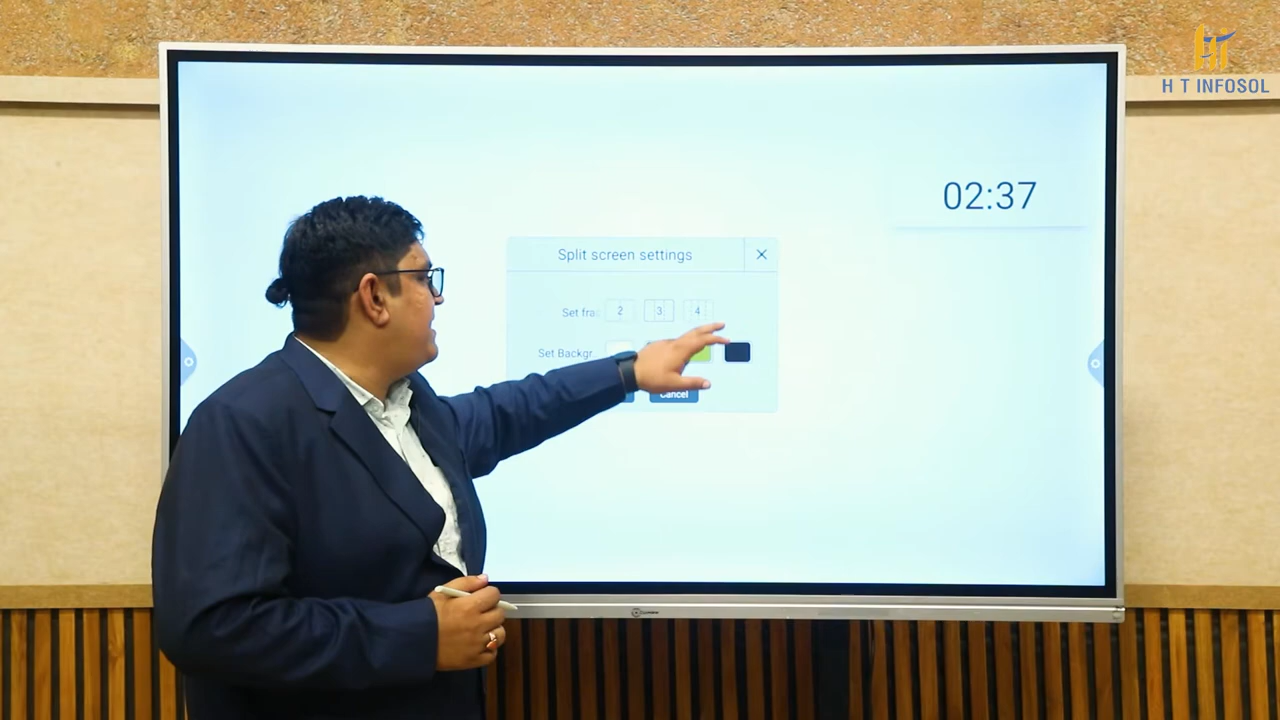 H T INFOSOL
02:37
Split screen settings
Set fra
2 3 4
Set Backgr
Cancel